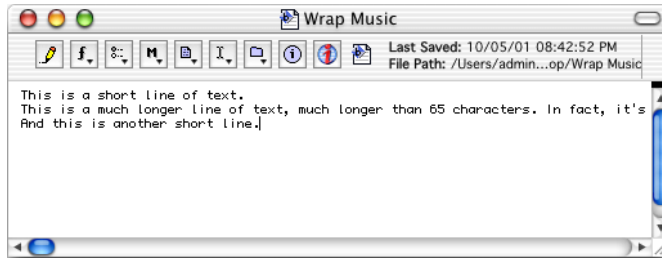 Wrap Music
Last Saved: 10/05/01 08:42:52 PM
File Path: /Users/admin...op/Wrap Music
This is a short line of text.
This is a much longer line of text, much longer than 65 characters. In fact, it's
And this is another short line.